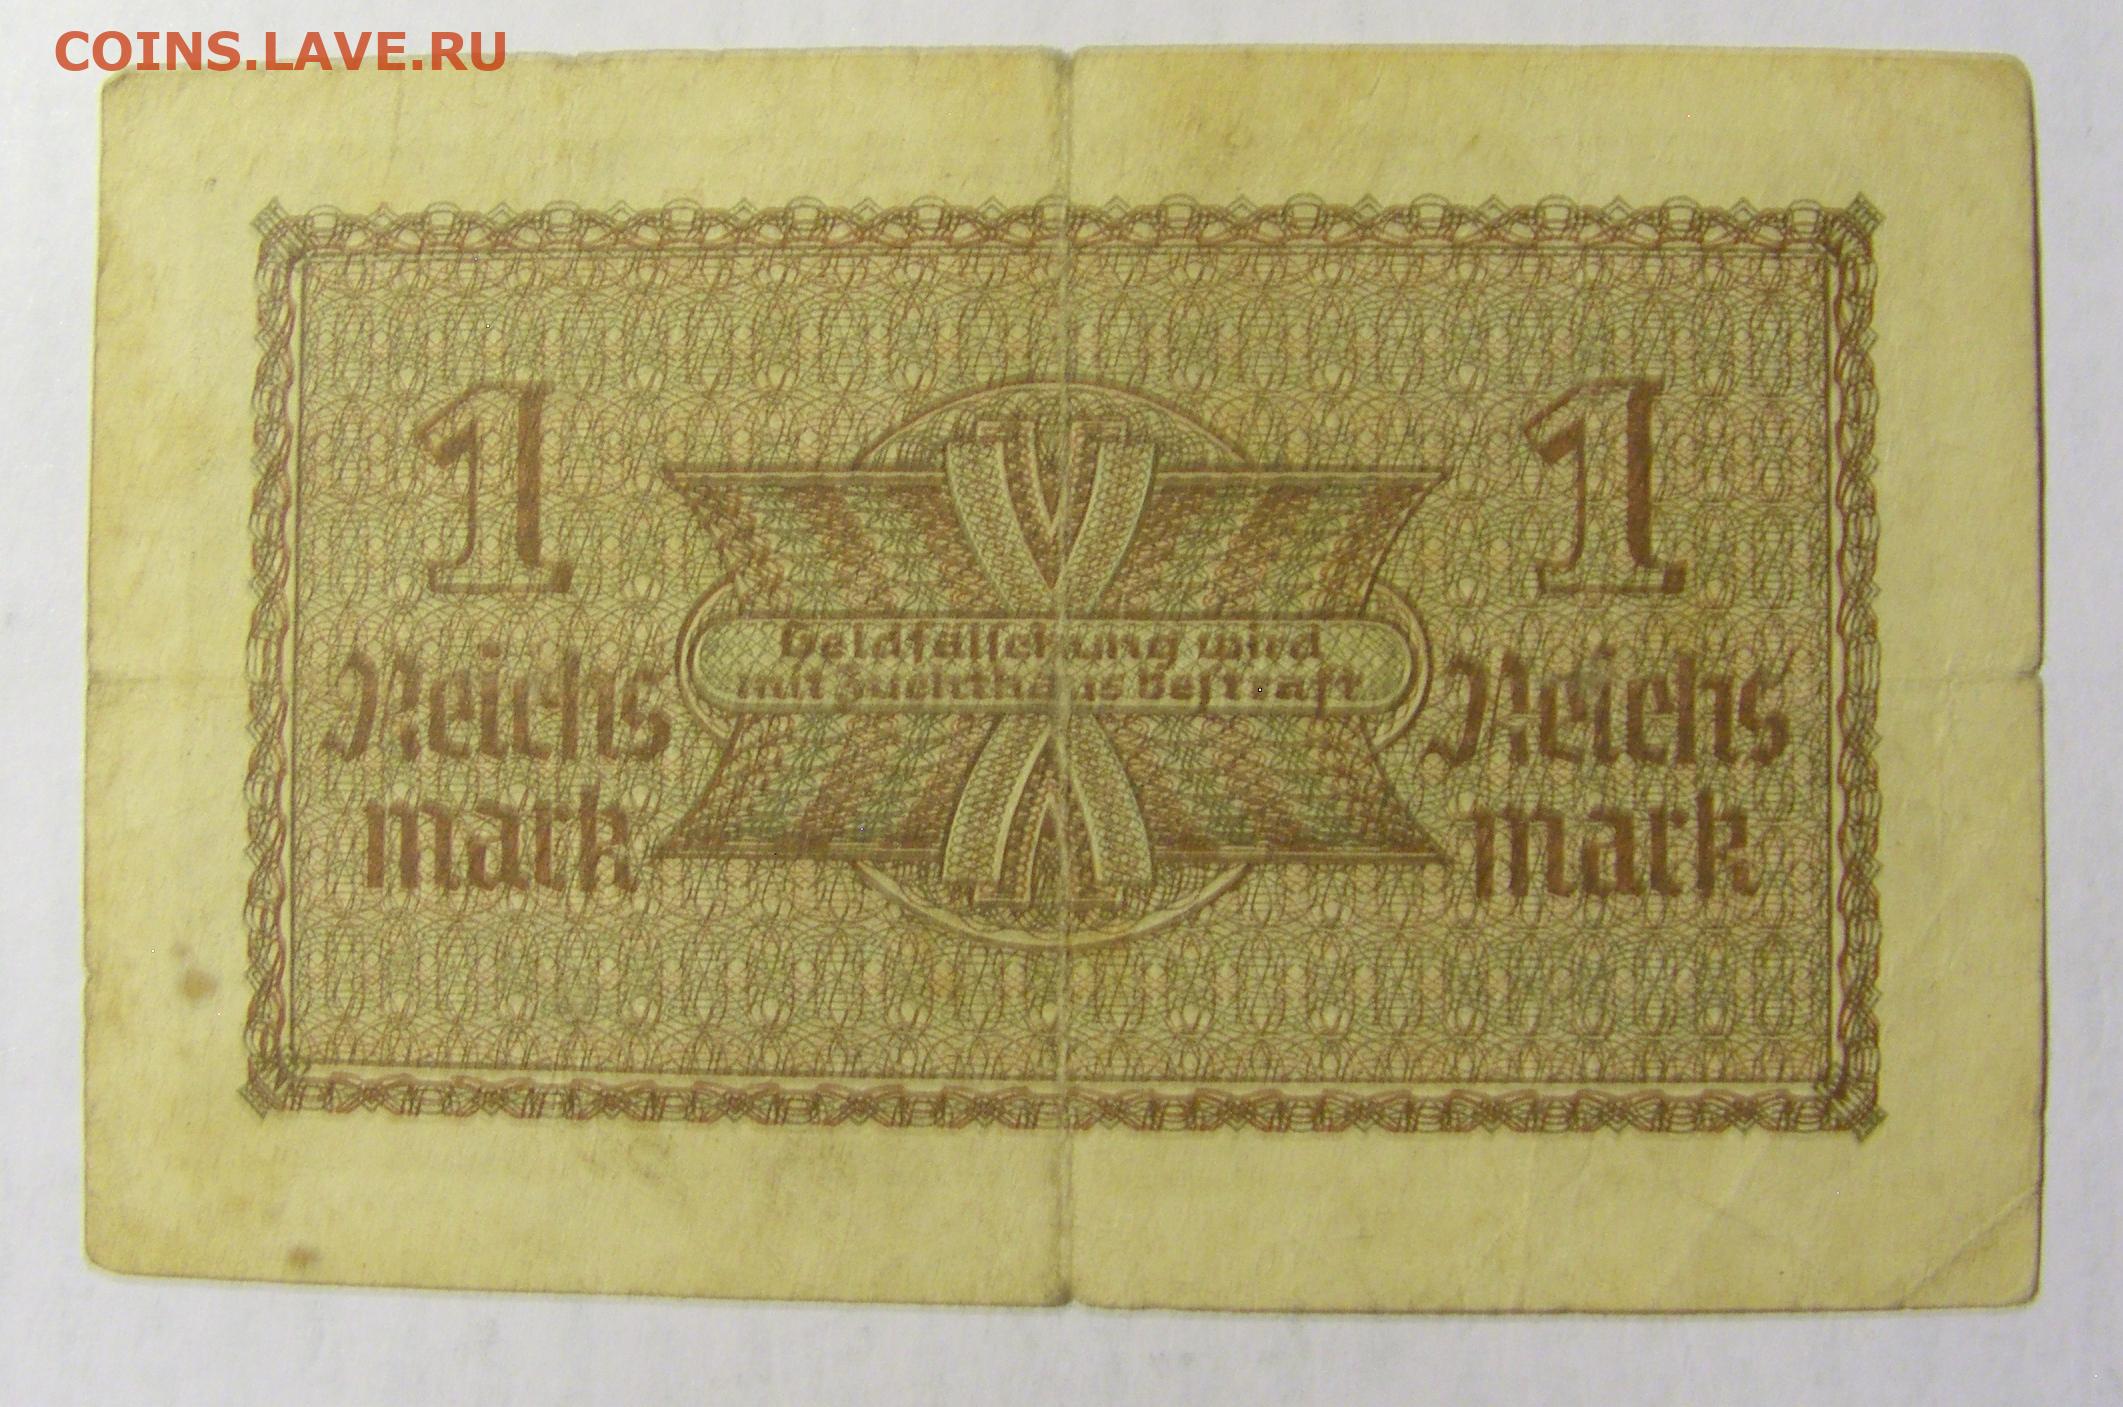 COINS.LAVE.RU
1
Reichs
mark
Geldfälschung wird
mit Zuchthaus bestraft
1
Reichs
mark